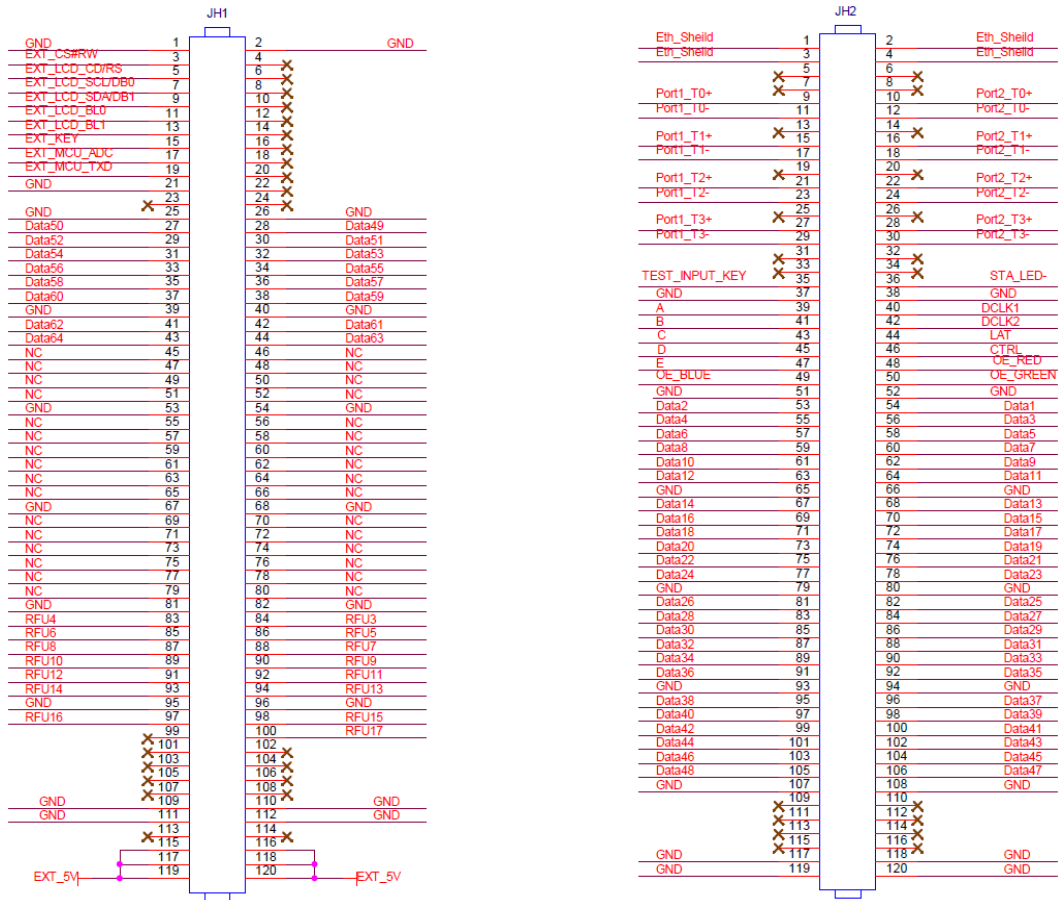 JH1
GND 1 2 GND
EXT_CS#RW 3 4
EXT_LCD_CD/RS 5 6
EXT_LCD_SCL/DB0 7 8
EXT_LCD_SDA/DB1 9 10
EXT_LCD_BL0 11 12
EXT_LCD_BL1 13 14
EXT_KEY 15 16
EXT_MCU_ADC 17 18
EXT_MCU_TXD 19 20
GND 21 22
23 24
GND 25 26 GND
Data50 27 28 Data49
Data52 29 30 Data51
Data54 31 32 Data53
Data56 33 34 Data55
Data58 35 36 Data57
Data60 37 38 Data59
GND 39 40 GND
Data62 41 42 Data61
Data64 43 44 Data63
NC 45 46 NC
NC 47 48 NC
NC 49 50 NC
NC 51 52 NC
GND 53 54 GND
NC 55 56 NC
NC 57 58 NC
NC 59 60 NC
NC 61 62 NC
NC 63 64 NC
NC 65 66 NC
GND 67 68 GND
NC 69 70 NC
NC 71 72 NC
NC 73 74 NC
NC 75 76 NC
NC 77 78 NC
NC 79 80 NC
GND 81 82 GND
RFU4 83 84 RFU3
RFU6 85 86 RFU5
RFU8 87 88 RFU7
RFU10 89 90 RFU9
RFU12 91 92 RFU11
RFU14 93 94 RFU13
GND 95 96 GND
RFU16 97 98 RFU15
99 100 RFU17
101 102
103 104
105 106
107 108
GND 109 110 GND
GND 111 112 GND
113 114
115 116
117 118
EXT_5V 119 120 EXT_5V
JH2
Eth_Sheild 1 2 Eth_Sheild
Eth_Sheild 3 4 Eth_Sheild
5 6
7 8
Port1_T0+ 9 10 Port2_T0+
Port1_T0- 11 12 Port2_T0-
13 14
Port1_T1+ 15 16 Port2_T1+
Port1_T1- 17 18 Port2_T1-
19 20
Port1_T2+ 21 22 Port2_T2+
Port1_T2- 23 24 Port2_T2-
25 26
Port1_T3+ 27 28 Port2_T3+
Port1_T3- 29 30 Port2_T3-
31 32
33 34
TEST_INPUT_KEY 35 36 STA_LED-
GND 37 38 GND
A 39 40 DCLK1
B 41 42 DCLK2
C 43 44 LAT
D 45 46 CTRL
E 47 48 OE_RED
OE_BLUE 49 50 OE_GREEN
GND 51 52 GND
Data2 53 54 Data1
Data4 55 56 Data3
Data6 57 58 Data5
Data8 59 60 Data7
Data10 61 62 Data9
Data12 63 64 Data11
GND 65 66 GND
Data14 67 68 Data13
Data16 69 70 Data15
Data18 71 72 Data17
Data20 73 74 Data19
Data22 75 76 Data21
Data24 77 78 Data23
GND 79 80 GND
Data26 81 82 Data25
Data28 83 84 Data27
Data30 85 86 Data29
Data32 87 88 Data31
Data34 89 90 Data33
Data36 91 92 Data35
GND 93 94 GND
Data38 95 96 Data37
Data40 97 98 Data39
Data42 99 100 Data41
Data44 101 102 Data43
Data46 103 104 Data45
Data48 105 106 Data47
GND 107 108 GND
109 110
111 112
113 114
115 116
GND 117 118 GND
GND 119 120 GND